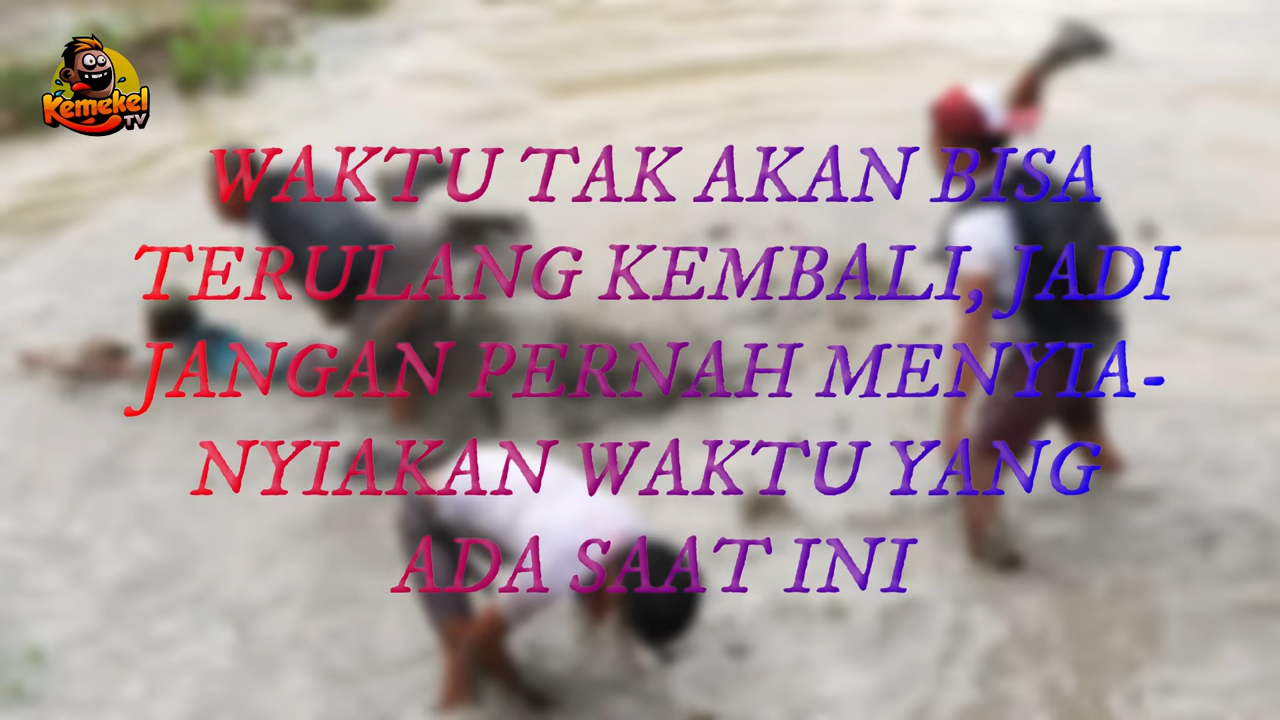 Kemekel
TV
WAKTU TAK AKAN BISA
TERULANG KEMBALI, JADI
JANGAN PERNAH MENYIA-
NYIAKAN WAKTU YANG
ADA SAAT INI